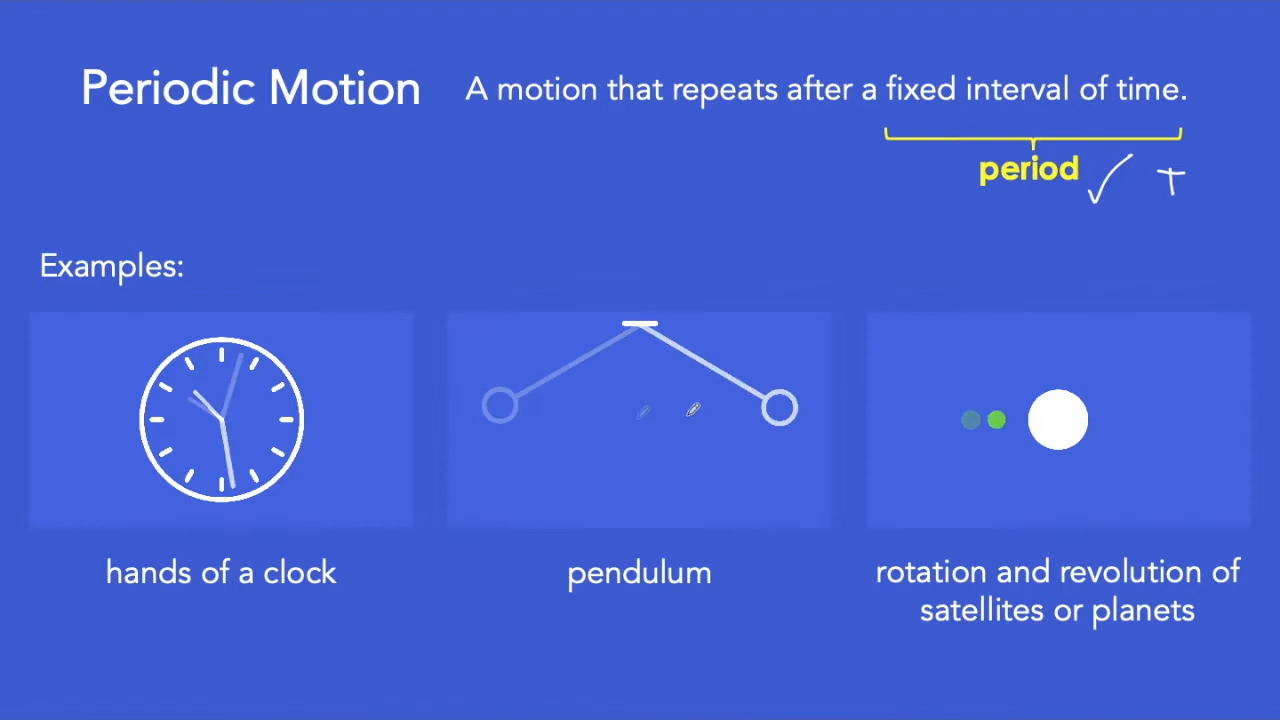 Periodic Motion
A motion that repeats after a fixed interval of time.
period ✓ T
Examples:
hands of a clock
pendulum
rotation and revolution of
satellites or planets